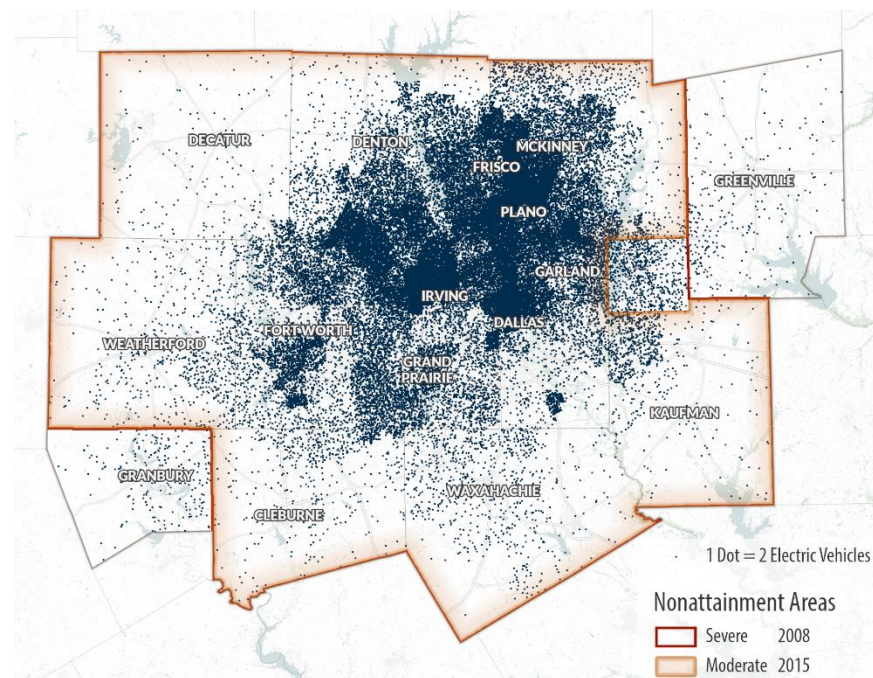 DECATUR
DENTON
MCKINNEY
FRISCO
GREENVILLE
PLANO
GARLAND
IRVING
DALLAS
FORT WORTH
WEATHERFORD
GRAND
PRAIRIE
KAUFMAN
GRANBURY
WAXAHACHIE
CLEBURNE
1 Dot = 2 Electric Vehicles
Nonattainment Areas
Severe 2008
Moderate 2015